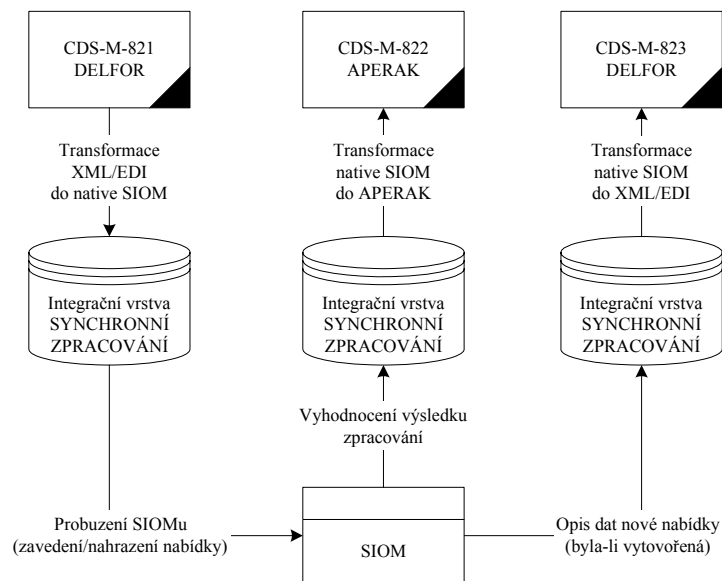 CDS-M-821
DELFOR
CDS-M-822
APERAK
CDS-M-823
DELFOR
Transformace
XML/EDI
do native SIOM
Transformace
native SIOM
do APERAK
Transformace
native SIOM
do XML/EDI
Integrační vrstva
SYNCHRONNÍ
ZPRACOVÁNÍ
Integrační vrstva
SYNCHRONNÍ
ZPRACOVÁNÍ
Integrační vrstva
SYNCHRONNÍ
ZPRACOVÁNÍ
Vyhodnocení výsledku
zpracování
Probuzení SIOMu
(zavedení/nahrazení nabídky)
SIOM
Opis dat nové nabídky
(byla-li vytovořená)